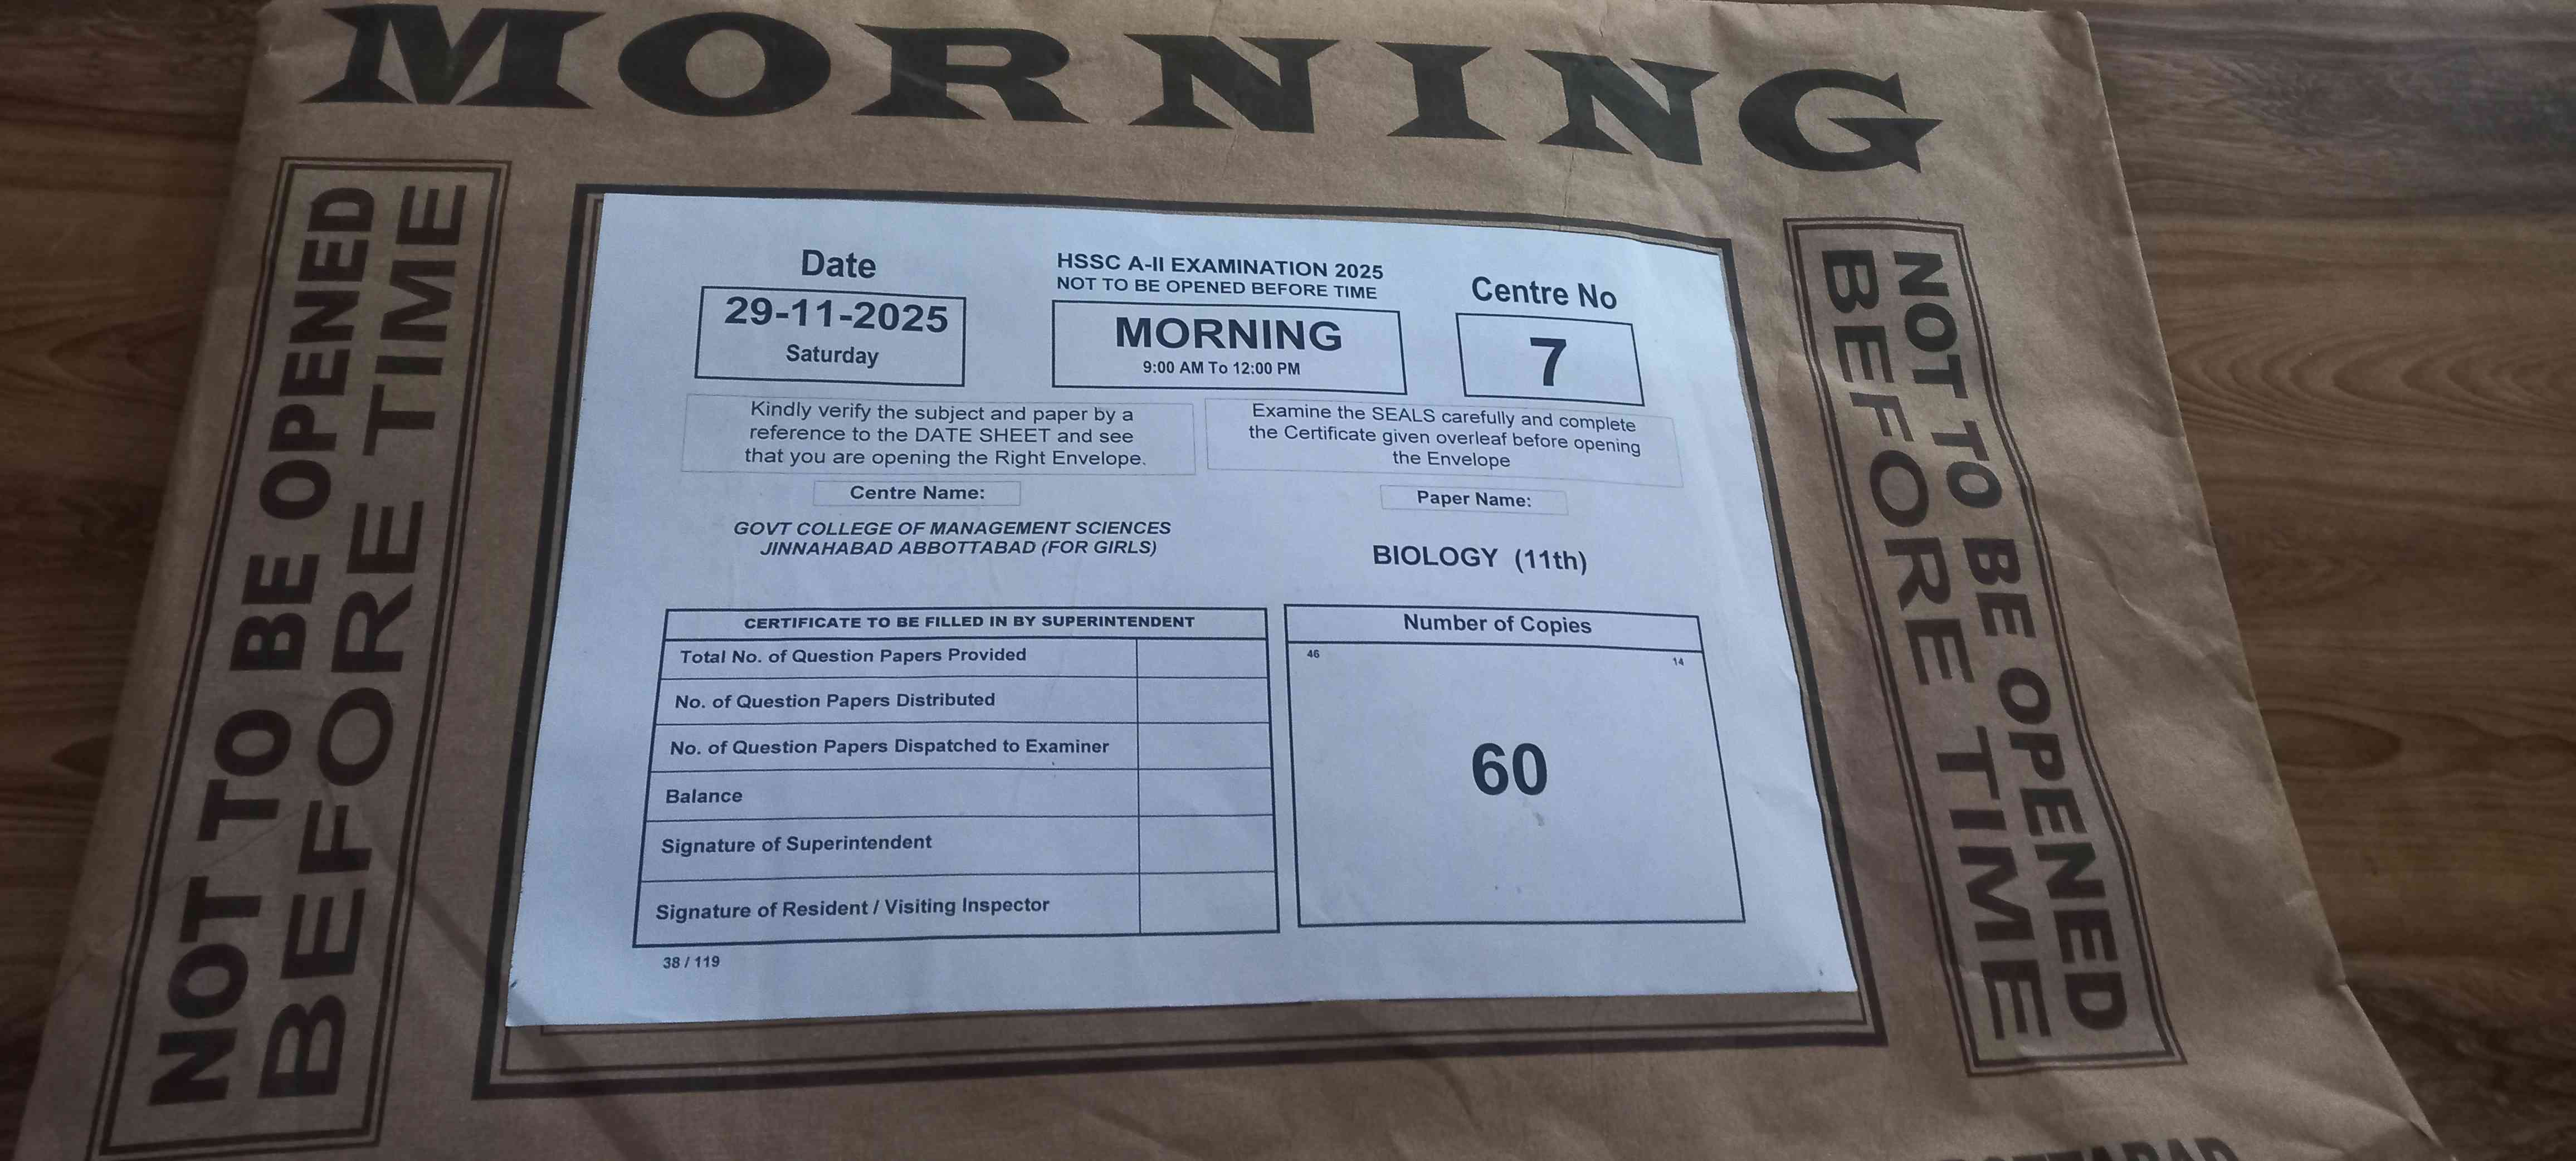 MORNING
NOT TO BE OPENED
BEFORE TIME
Date
29-11-2025
Saturday
HSSC A-II EXAMINATION 2025
NOT TO BE OPENED BEFORE TIME
MORNING
9:00 AM To 12:00 PM
Centre No
7
Kindly verify the subject and paper by a
reference to the DATE SHEET and see
that you are opening the Right Envelope.
Examine the SEALS carefully and complete
the Certificate given overleaf before opening
the Envelope
Centre Name:
GOVT COLLEGE OF MANAGEMENT SCIENCES
JINNAHABAD ABBOTTABAD (FOR GIRLS)
Paper Name:
BIOLOGY (11th)
CERTIFICATE TO BE FILLED IN BY SUPERINTENDENT
Total No. of Question Papers Provided
No. of Question Papers Distributed
No. of Question Papers Dispatched to Examiner
Balance
Signature of Superintendent
Signature of Resident / Visiting Inspector
Number of Copies
46
14
60
38 / 119
NOT TO BE OPENED
BEFORE TIME